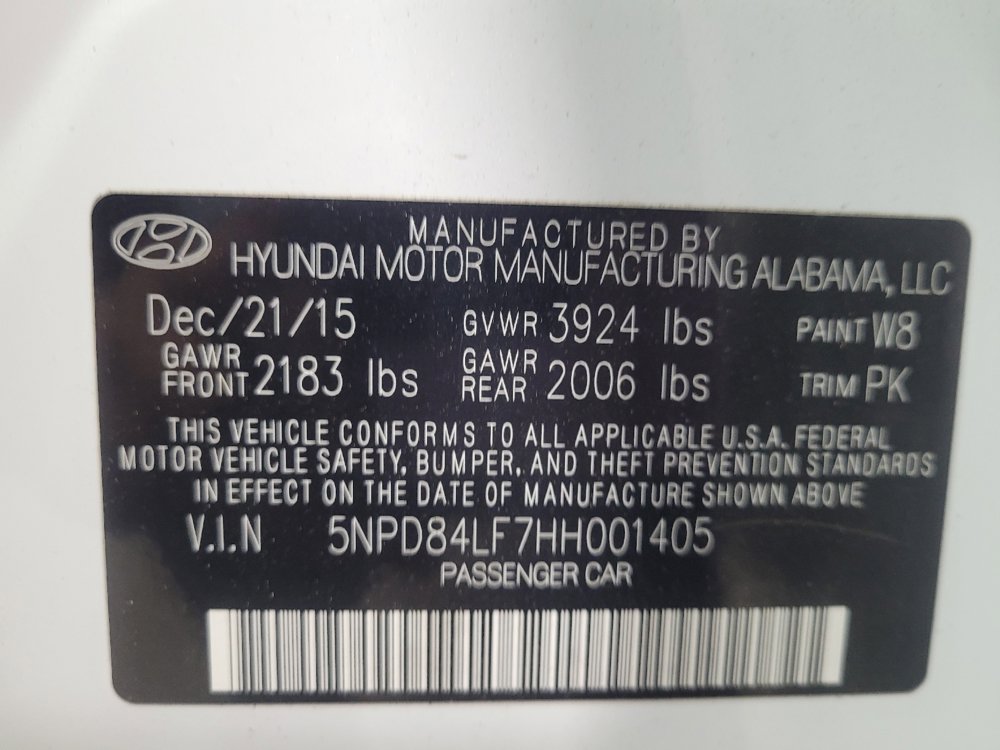 MANUFACTURED BY
HYUNDAI MOTOR MANUFACTURING ALABAMA, LLC
Dec/21/15 GVWR 3924 lbs PAINT W8
GAWR FRONT 2183 lbs GAWR REAR 2006 lbs TRIM PK
THIS VEHICLE CONFORMS TO ALL APPLICABLE U.S.A. FEDERAL
MOTOR VEHICLE SAFETY, BUMPER, AND THEFT PREVENTION STANDARDS
IN EFFECT ON THE DATE OF MANUFACTURE SHOWN ABOVE
V.I.N 5NPD84LF7HH001405
PASSENGER CAR